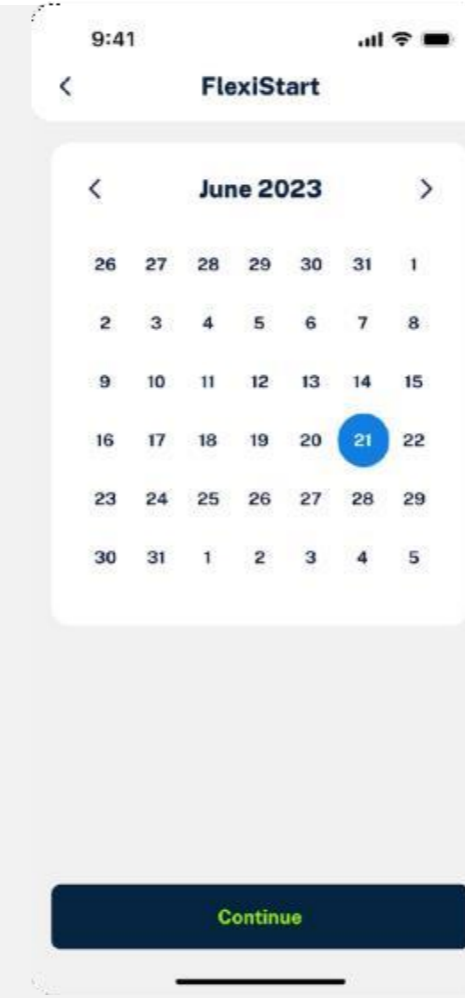 9:41
FlexiStart
June 2023
26 27 28 29 30 31 1
2 3 4 5 6 7 8
9 10 11 12 13 14 15
16 17 18 19 20 21 22
23 24 25 26 27 28 29
30 31 1 2 3 4 5
Continue